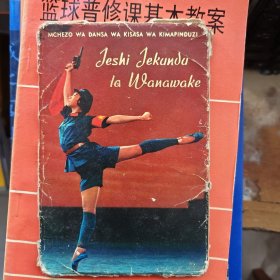 篮球普修课基本教案
MCHEZO WA DANSA WA KISASA WA KIMAPINDUZI
Jeshi Jekundu
la Wanawake